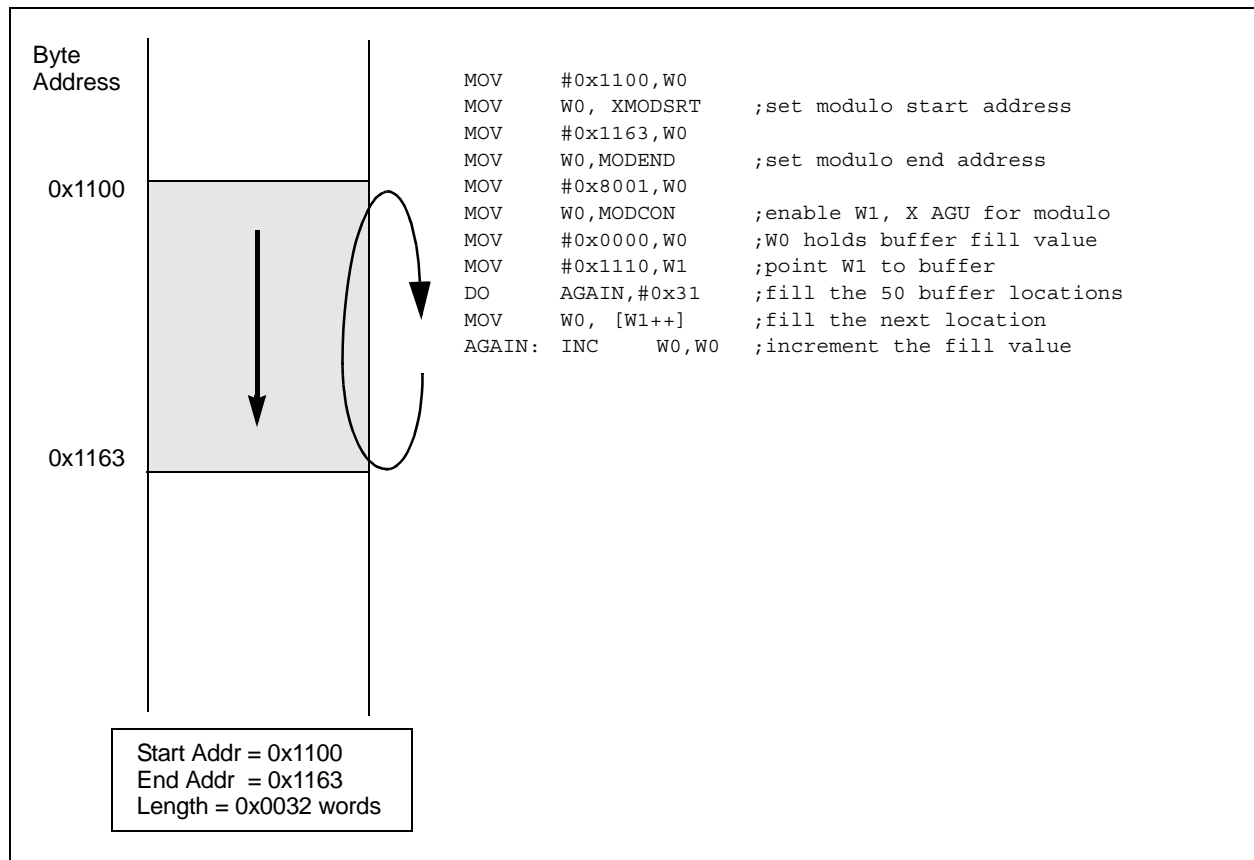 Byte
Address
0x1100
0x1163
MOV #0x1100,W0
MOV W0, XMODSRT ;set modulo start address
MOV #0x1163,W0
MOV W0,MODEND ;set modulo end address
MOV #0x8001,W0
MOV W0,MODCON ;enable W1, X AGU for modulo
MOV #0x0000,W0 ;W0 holds buffer fill value
MOV #0x1110,W1 ;point W1 to buffer
DO AGAIN,#0x31 ;fill the 50 buffer locations
MOV W0, [W1++] ;fill the next location
AGAIN: INC W0,W0 ;increment the fill value
Start Addr = 0x1100
End Addr = 0x1163
Length = 0x0032 words